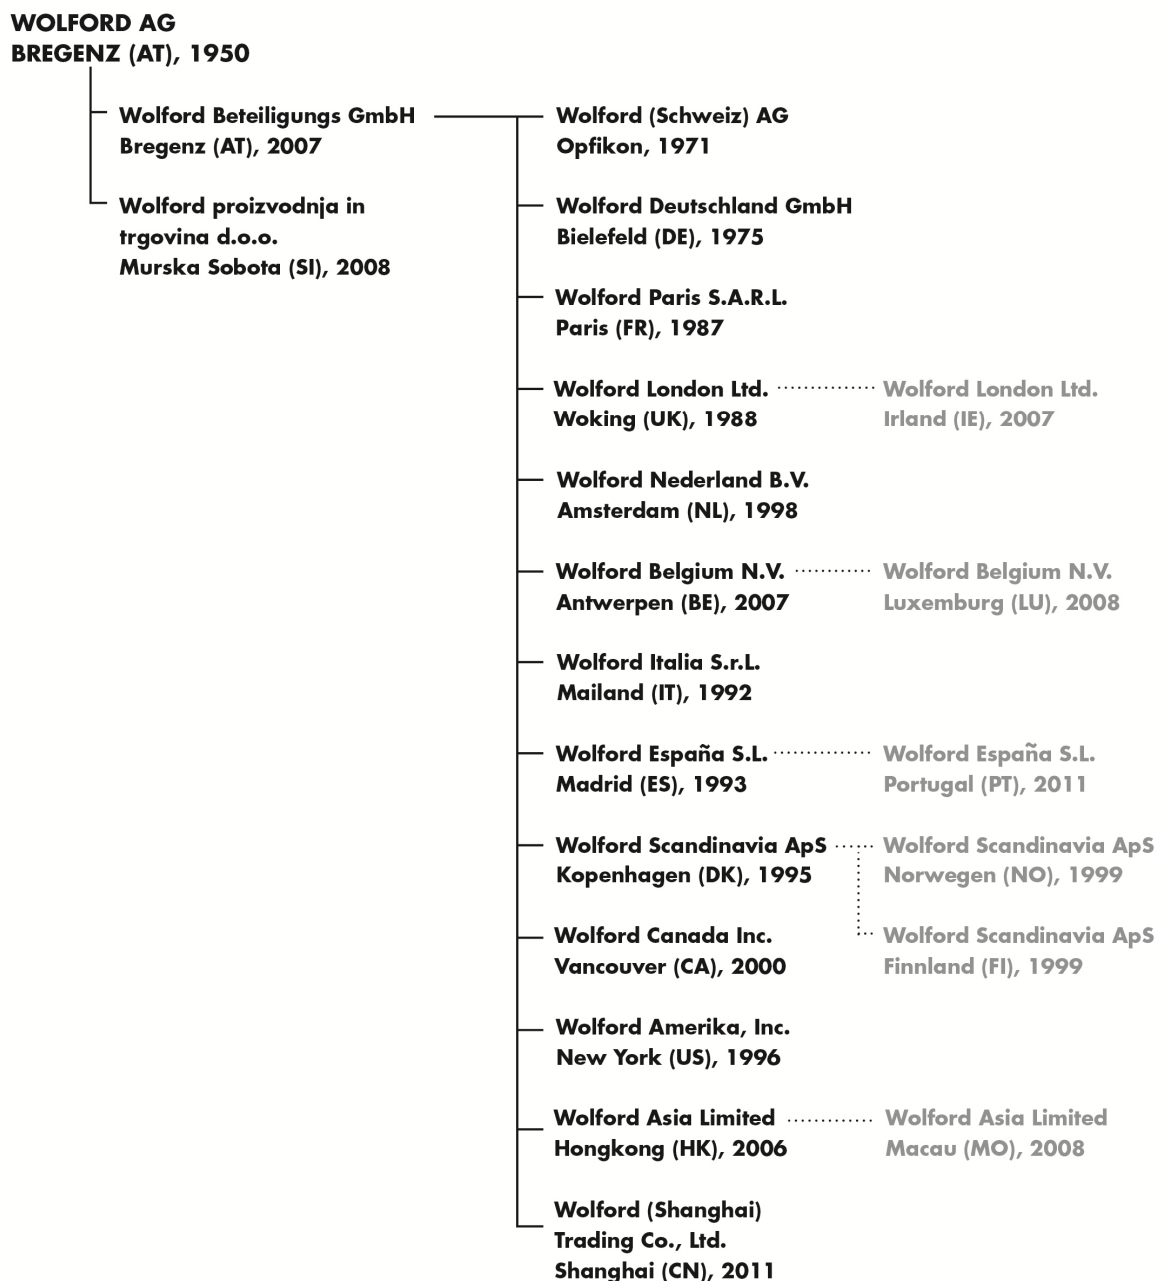 WOLFORD AG
BREGENZ (AT), 1950
Wolford Beteiligungs GmbH
Bregenz (AT), 2007
Wolford proizvodnja in
trgovina d.o.o.
Murska Sobota (SI), 2008
Wolford (Schweiz) AG
Opfikon, 1971
Wolford Deutschland GmbH
Bielefeld (DE), 1975
Wolford Paris S.A.R.L.
Paris (FR), 1987
Wolford London Ltd.
Woking (UK), 1988
Wolford London Ltd.
Irland (IE), 2007
Wolford Nederland B.V.
Amsterdam (NL), 1998
Wolford Belgium N.V.
Antwerpen (BE), 2007
Wolford Belgium N.V.
Luxemburg (LU), 2008
Wolford Italia S.r.L.
Mailand (IT), 1992
Wolford España S.L.
Madrid (ES), 1993
Wolford España S.L.
Portugal (PT), 2011
Wolford Scandinavia ApS
Kopenhagen (DK), 1995
Wolford Scandinavia ApS
Norwegen (NO), 1999
Wolford Scandinavia ApS
Finnland (FI), 1999
Wolford Canada Inc.
Vancouver (CA), 2000
Wolford Amerika, Inc.
New York (US), 1996
Wolford Asia Limited
Hongkong (HK), 2006
Wolford Asia Limited
Macau (MO), 2008
Wolford (Shanghai)
Trading Co., Ltd.
Shanghai (CN), 2011